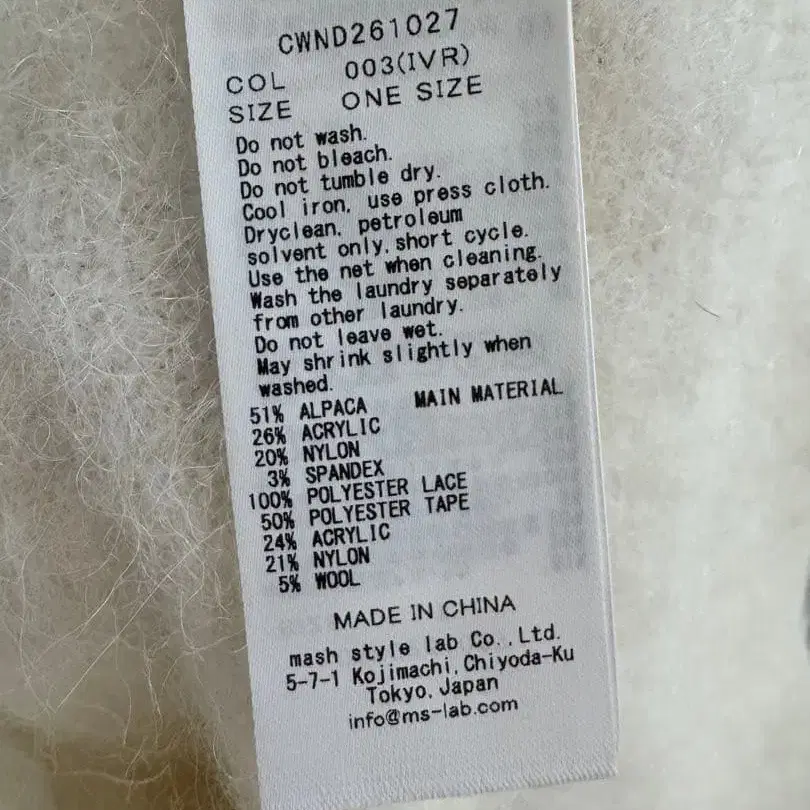 CWND261027
COL 003(IVR)
SIZE ONE SIZE
Do not wash.
Do not bleach.
Do not tumble dry.
Cool iron, use press cloth.
Dryclean, petroleum
solvent only, short cycle.
Use the net when cleaning.
Wash the laundry separately
from other laundry.
Do not leave wet.
May shrink slightly when
washed.
51% ALPACA MAIN MATERIAL
26% ACRYLIC
20% NYLON
3% SPANDEX
100% POLYESTER LACE
50% POLYESTER TAPE
24% ACRYLIC
21% NYLON
5% WOOL
MADE IN CHINA
mash style lab Co.,Ltd.
5-7-1 Kojimachi,Chiyoda-Ku
Tokyo,Japan
info@ms-lab.com